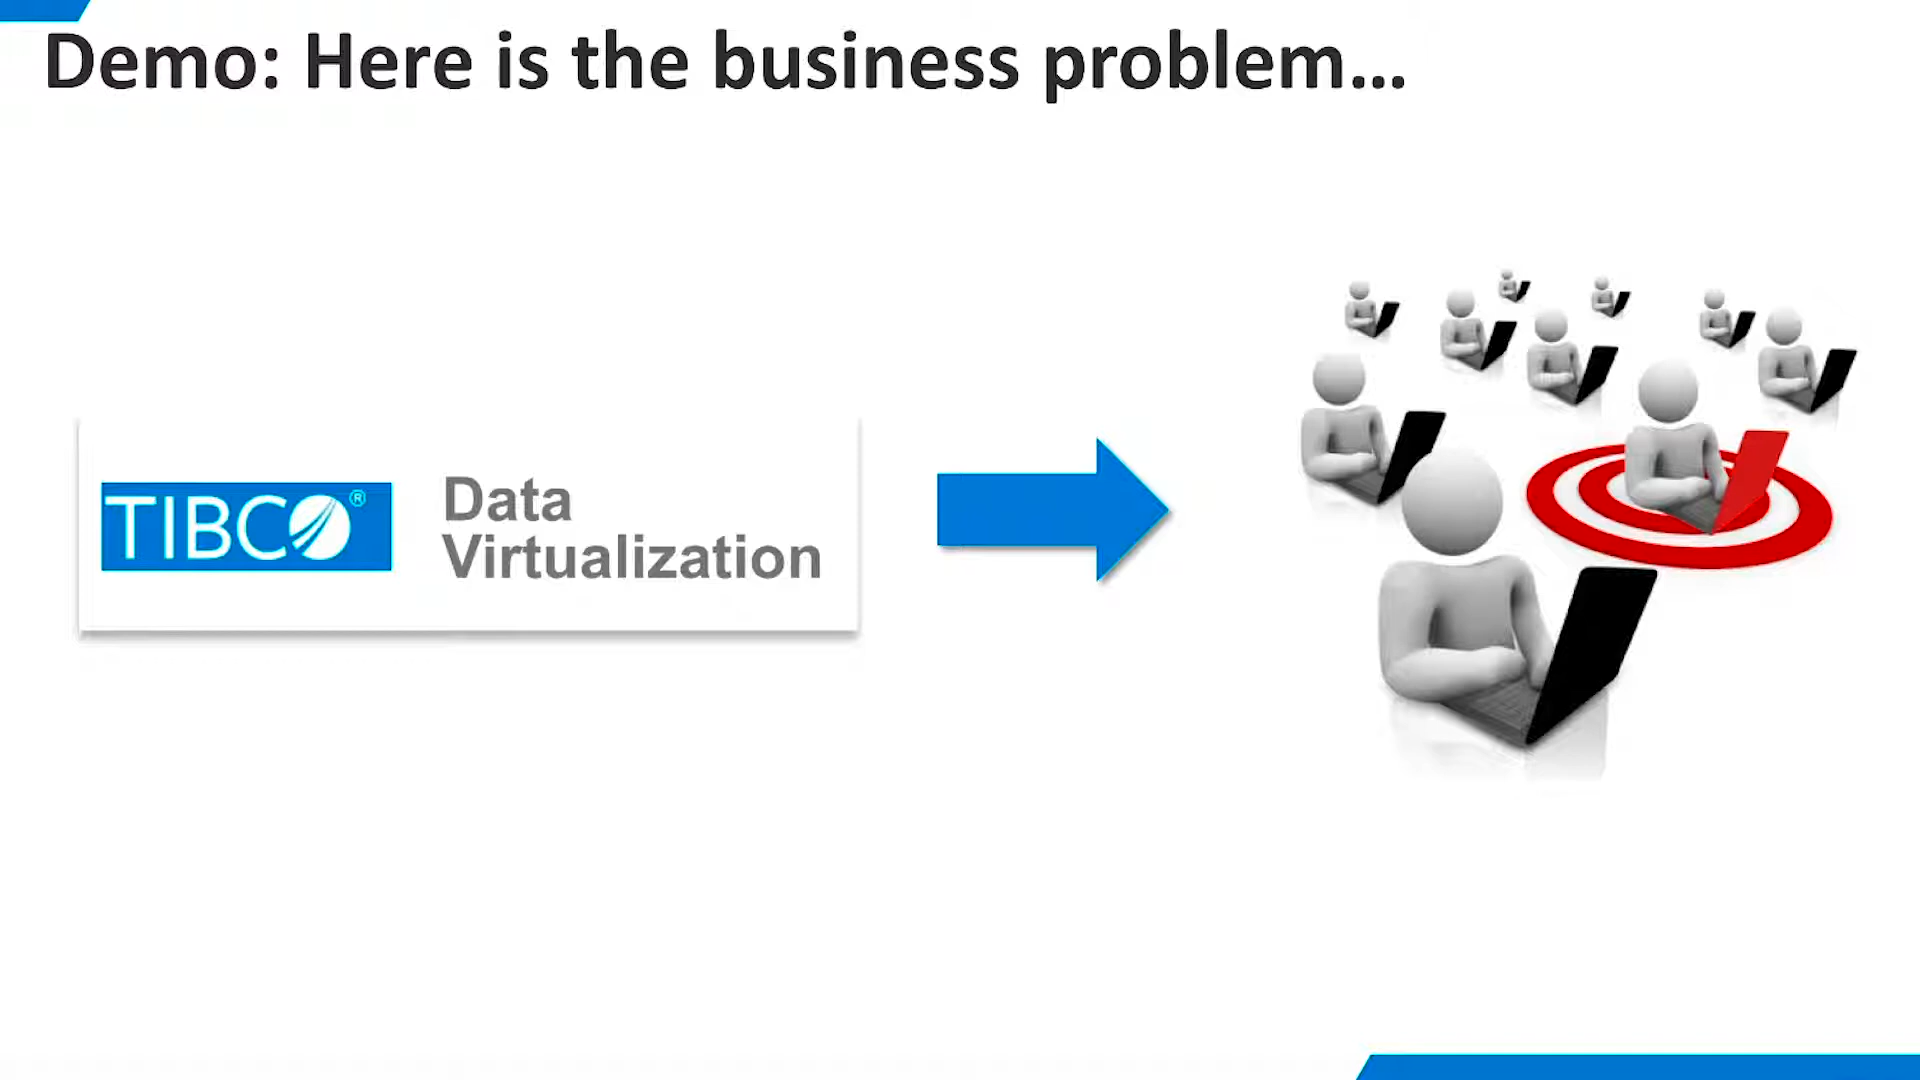 Demo: Here is the business problem...
TIBCO®
Data
Virtualization